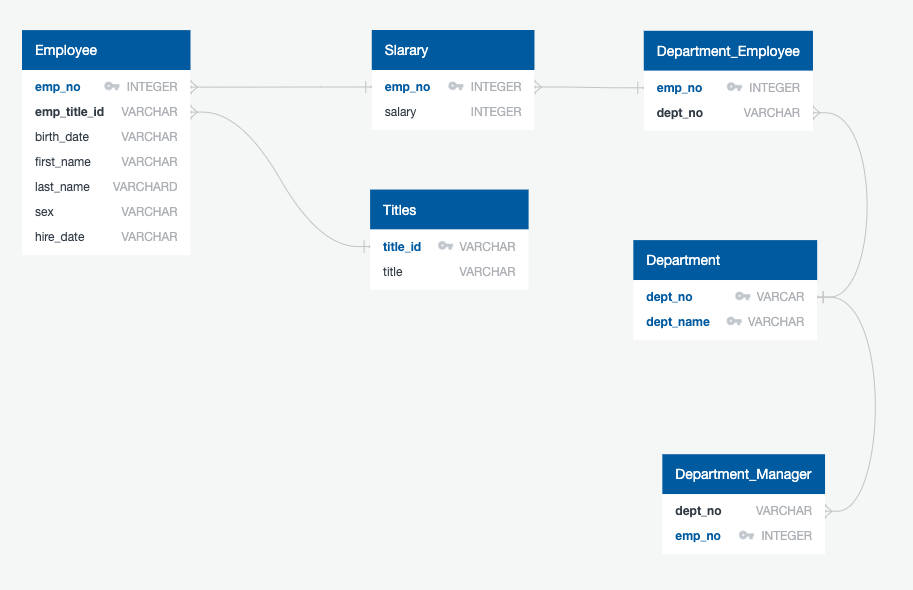 Employee
emp_no INTEGER
emp_title_id VARCHAR
birth_date VARCHAR
first_name VARCHAR
last_name VARCHARD
sex VARCHAR
hire_date VARCHAR
Slarary
emp_no INTEGER
salary INTEGER
Department_Employee
emp_no INTEGER
dept_no VARCHAR
Titles
title_id VARCHAR
title VARCHAR
Department
dept_no VARCAR
dept_name VARCHAR
Department_Manager
dept_no VARCHAR
emp_no INTEGER